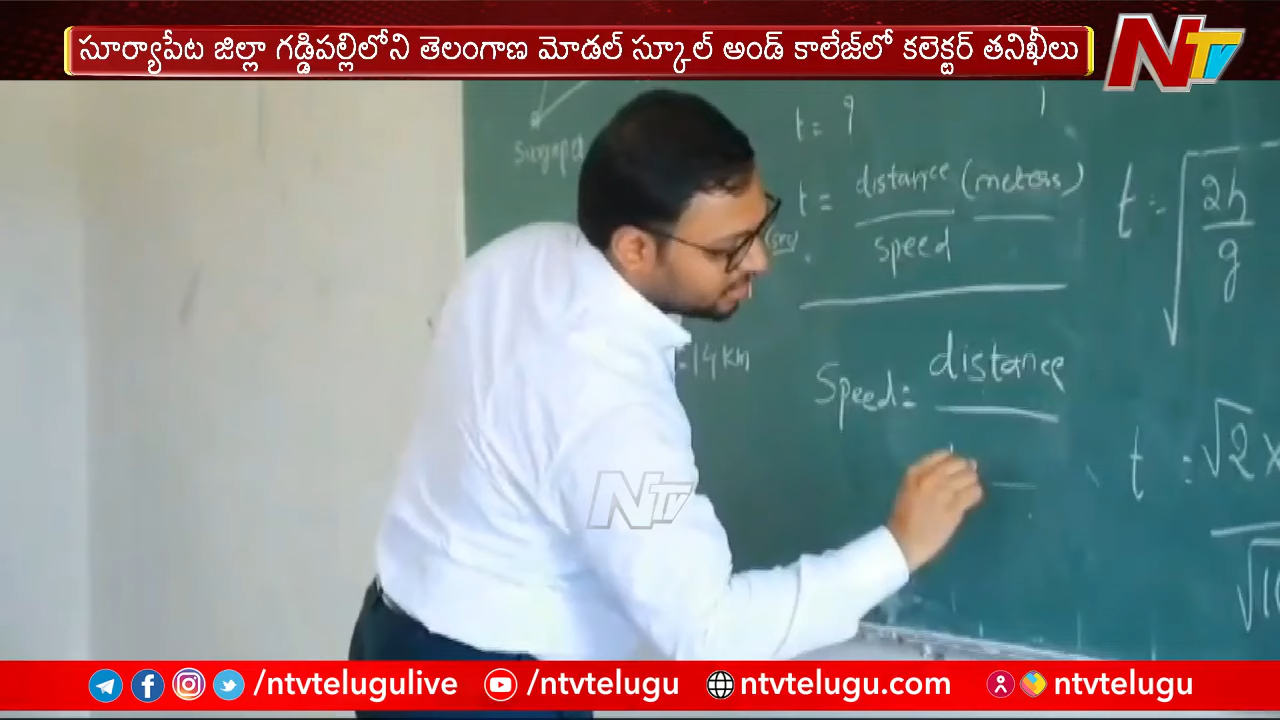 సూర్యాపేట జిల్లా గడ్డిపల్లిలోని తెలంగాణ మోడల్ స్కూల్ అండ్ కాలేజ్‌లో కలెక్టర్ తనిఖీలు
NTV
t = ?
t = distance (meters)
speed
t = √2h
g
14 km
Speed = distance
t = √2 x
√10
NTV
/ntvtelugulive /ntvtelugu ntvtelugu.com ntvtelugu